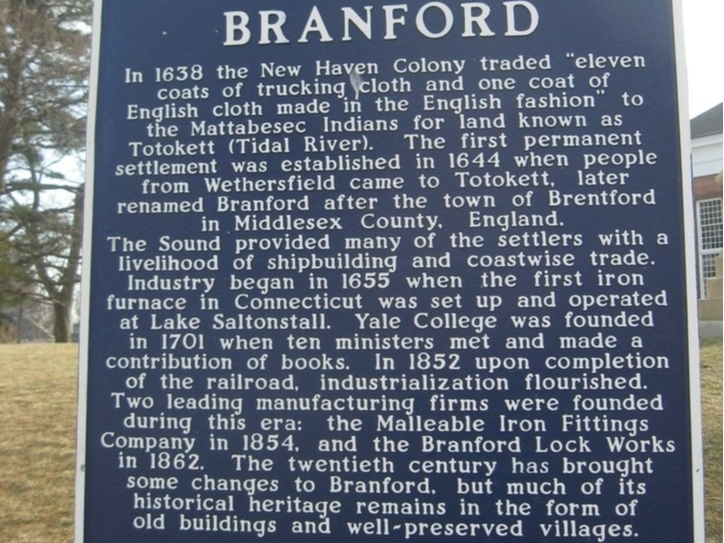 BRANFORD
In 1638 the New Haven Colony traded "eleven
coats of trucking cloth and one coat of
English cloth made in the English fashion" to
the Mattabesec Indians for land known as
Totokett (Tidal River). The first permanent
settlement was established in 1644 when people
from Wethersfield came to Totokett, later
renamed Branford after the town of Brentford
in Middlesex County, England.
The Sound provided many of the settlers with a
livelihood of shipbuilding and coastwise trade.
Industry began in 1655 when the first iron
furnace in Connecticut was set up and operated
at Lake Saltonstall. Yale College was founded
in 1701 when ten ministers met and made a
contribution of books. In 1852 upon completion
of the railroad, industrialization flourished.
Two leading manufacturing firms were founded
during this era: the Malleable Iron Fittings
Company in 1854, and the Branford Lock Works
in 1862. The twentieth century has brought
some changes to Branford, but much of its
historical heritage remains in the form of
old buildings and well-preserved villages.